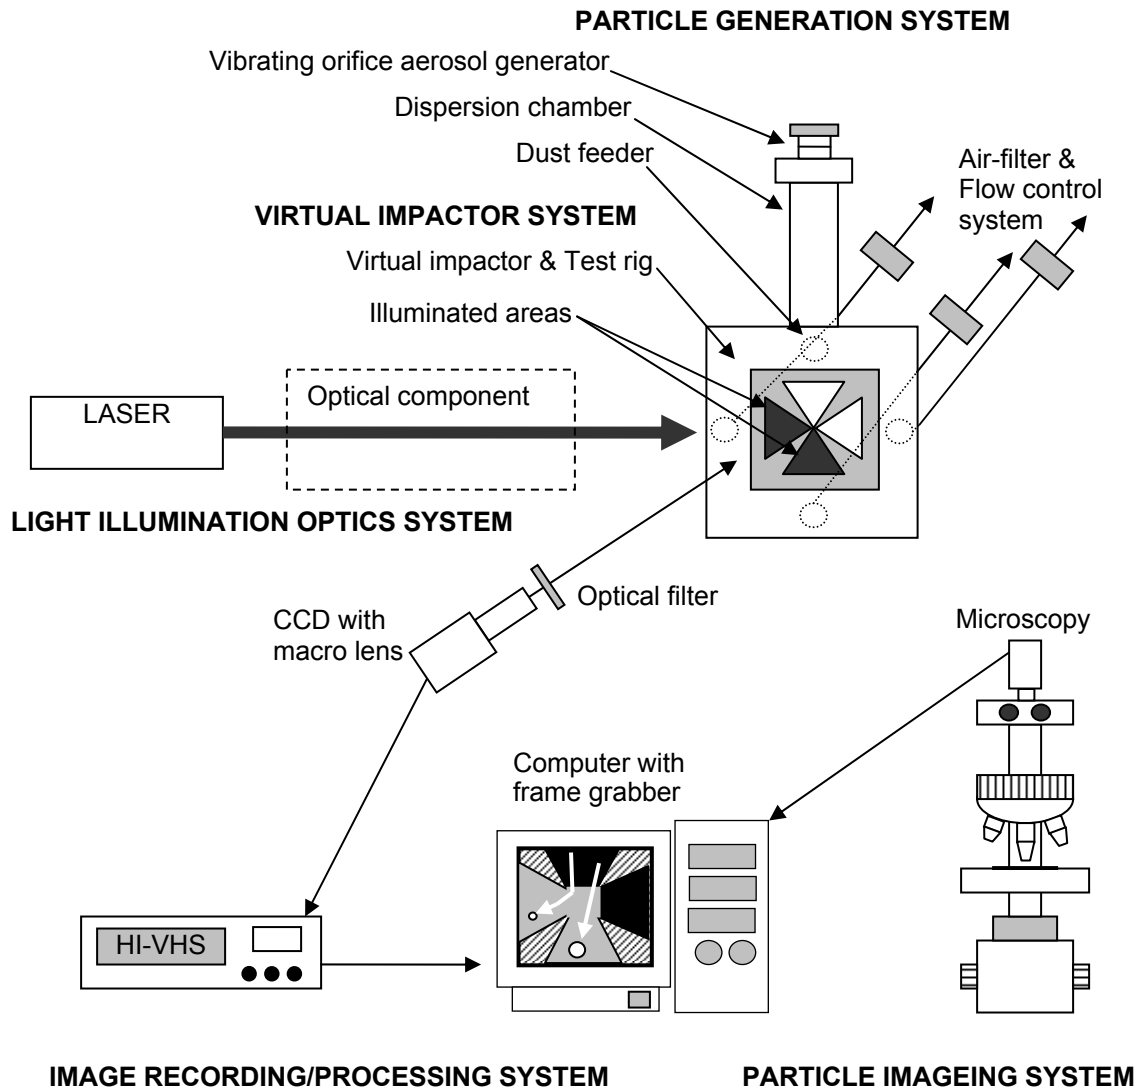 PARTICLE GENERATION SYSTEM
Vibrating orifice aerosol generator
Dispersion chamber
Dust feeder
Air-filter &
Flow control
system
VIRTUAL IMPACTOR SYSTEM
Virtual impactor & Test rig
Illuminated areas
Optical component
LASER
LIGHT ILLUMINATION OPTICS SYSTEM
Optical filter
CCD with
macro lens
Microscopy
Computer with
frame grabber
HI-VHS
IMAGE RECORDING/PROCESSING SYSTEM
PARTICLE IMAGEING SYSTEM